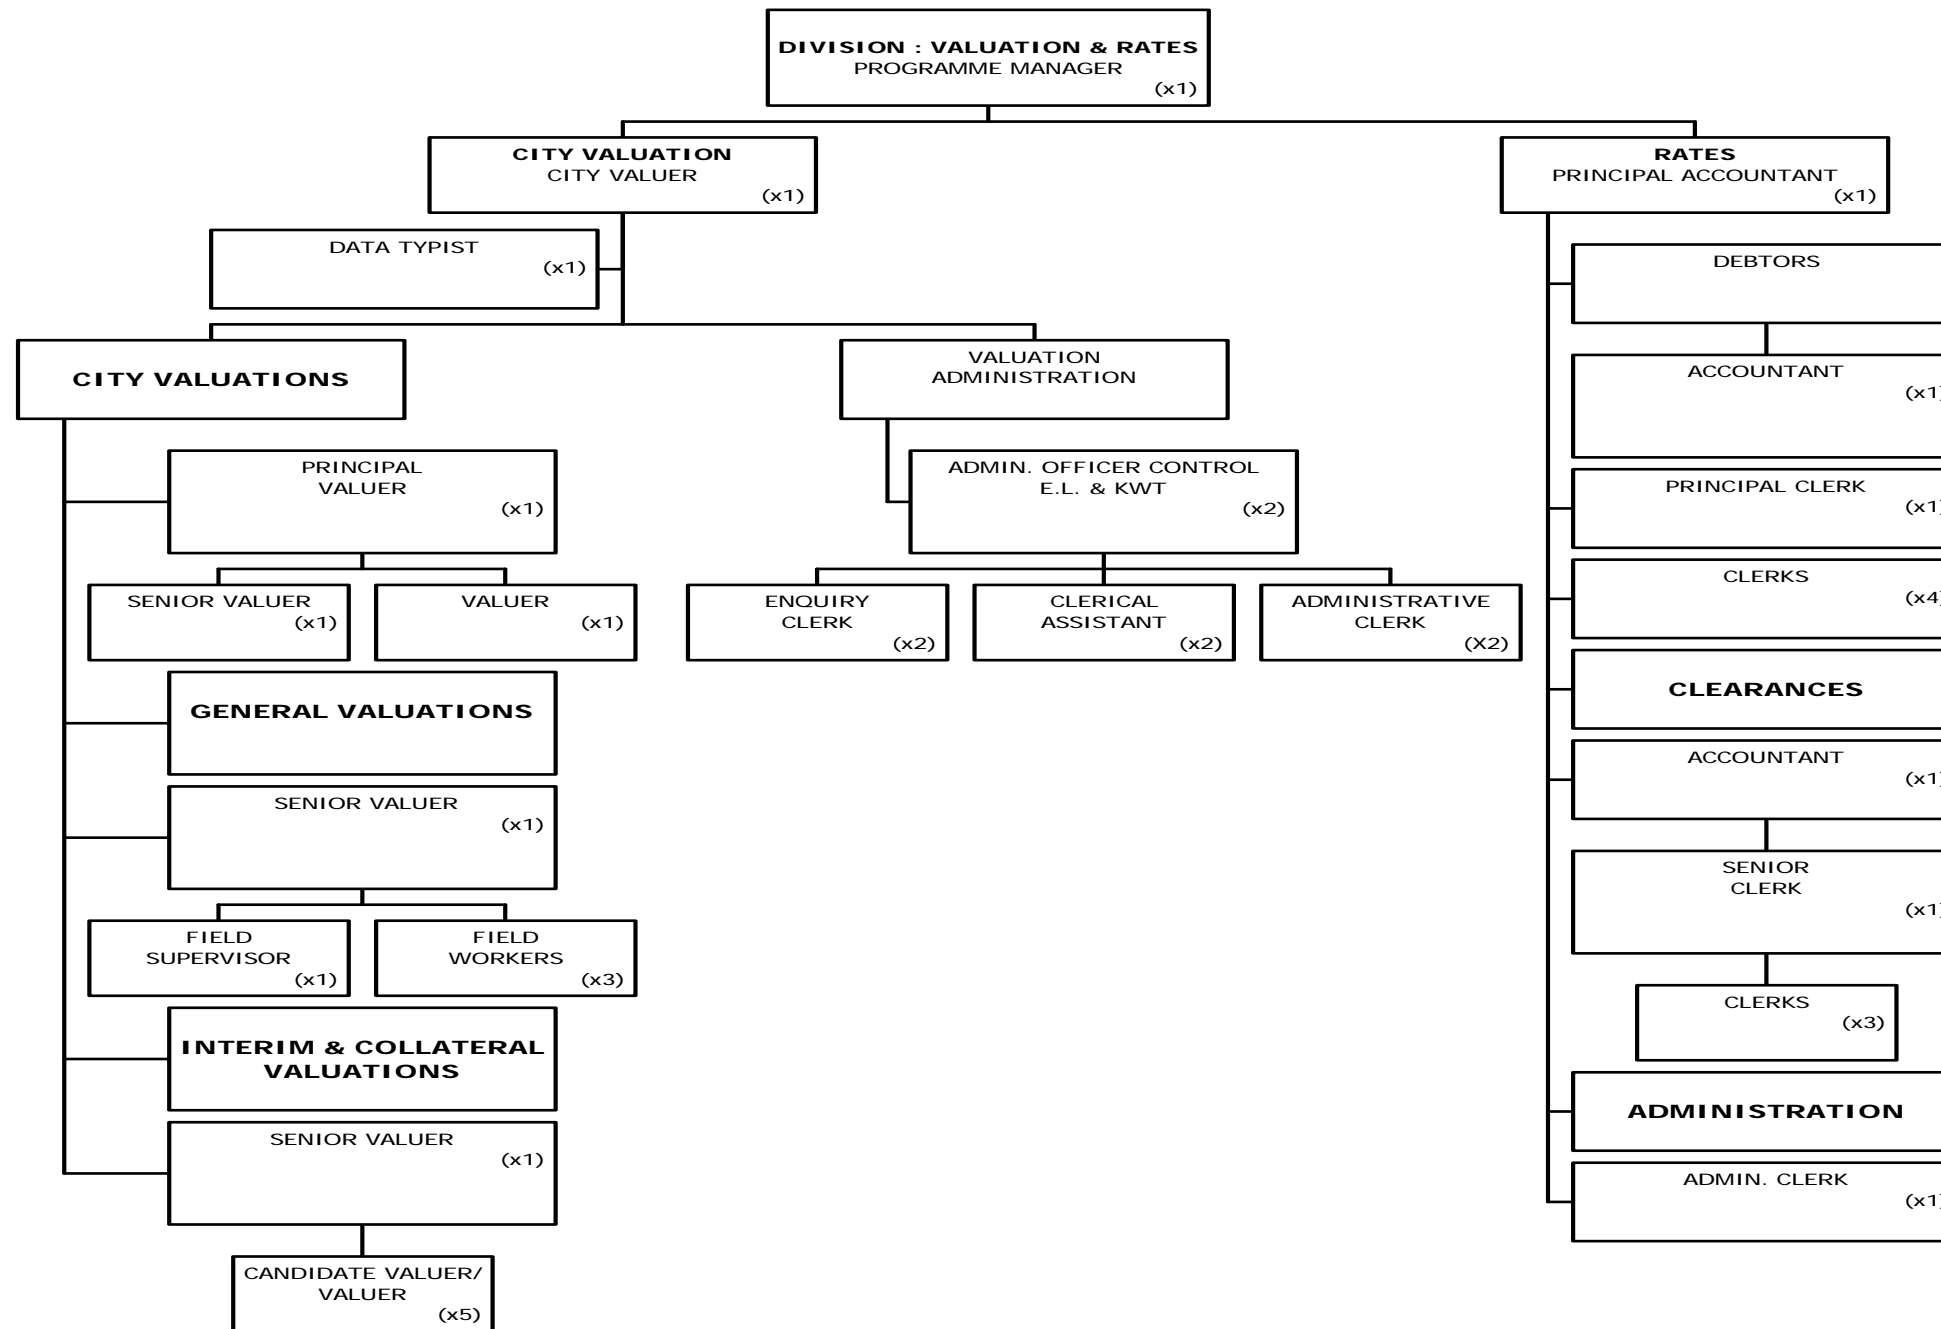 DIVISION : VALUATION & RATES
PROGRAMME MANAGER
(x1)
CITY VALUATION
CITY VALUER
(x1)
RATES
PRINCIPAL ACCOUNTANT
(x1)
DATA TYPIST
(x1)
CITY VALUATIONS
VALUATION
ADMINISTRATION
PRINCIPAL
VALUER
(x1)
SENIOR VALUER
(x1)
VALUER
(x1)
GENERAL VALUATIONS
SENIOR VALUER
(x1)
FIELD
SUPERVISOR
(x1)
FIELD
WORKERS
(x3)
INTERIM & COLLATERAL
VALUATIONS
SENIOR VALUER
(x1)
CANDIDATE VALUER/
VALUER
(x5)
ADMIN. OFFICER CONTROL
E.L. & KWT
(x2)
ENQUIRY
CLERK
(x2)
CLERICAL
ASSISTANT
(x2)
ADMINISTRATIVE
CLERK
(X2)
DEBTORS
ACCOUNTANT
(x1)
PRINCIPAL CLERK
(x1)
CLERKS
(x4)
CLEARANCES
ACCOUNTANT
(x1)
SENIOR
CLERK
(x1)
CLERKS
(x3)
ADMINISTRATION
ADMIN. CLERK
(x1)